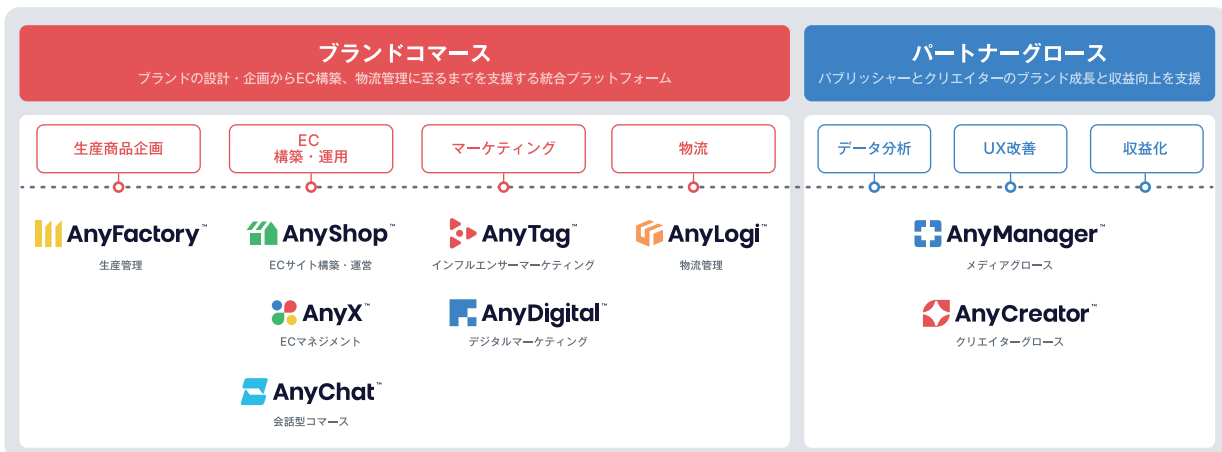 ブランドコマース
ブランドの設計・企画からEC構築、物流管理に至るまでを支援する統合プラットフォーム
パートナーグロース
パブリッシャーとクリエイターのブランド成長と収益向上を支援
生産商品企画
EC
構築・運用
マーケティング
物流
データ分析
UX改善
収益化
AnyFactory™
生産管理
AnyShop™
ECサイト構築・運営
AnyTag™
インフルエンサーマーケティング
AnyLogi™
物流管理
AnyManager™
メディアグロース
AnyX™
ECマネジメント
AnyDigital™
デジタルマーケティング
AnyCreator™
クリエイターグロース
AnyChat™
会話型コマース